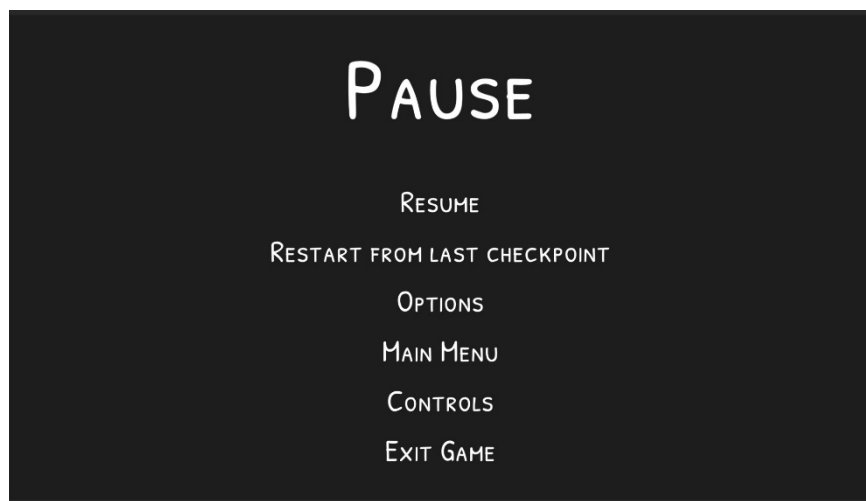 Pause
Resume
Restart from last checkpoint
Options
Main Menu
Controls
Exit Game